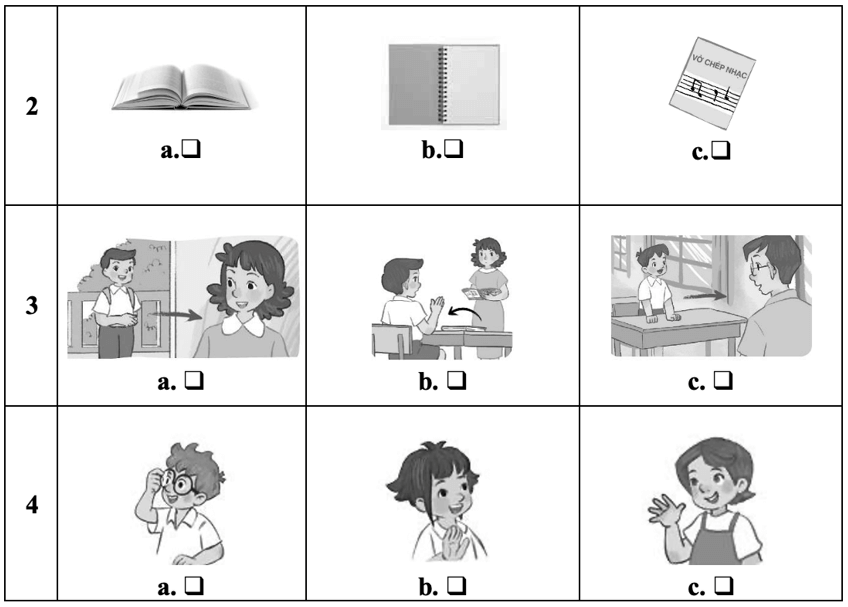 2
VỞ CHÉP NHẠC
a.❑
b.❑
c.❑
3
a. ❑
b. ❑
c. ❑
4
a. ❑
b. ❑
c. ❑